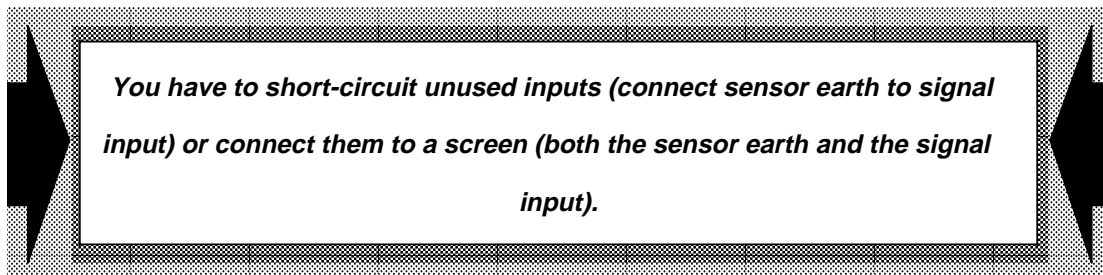 You have to short-circuit unused inputs (connect sensor earth to signal
input) or connect them to a screen (both the sensor earth and the signal
input).